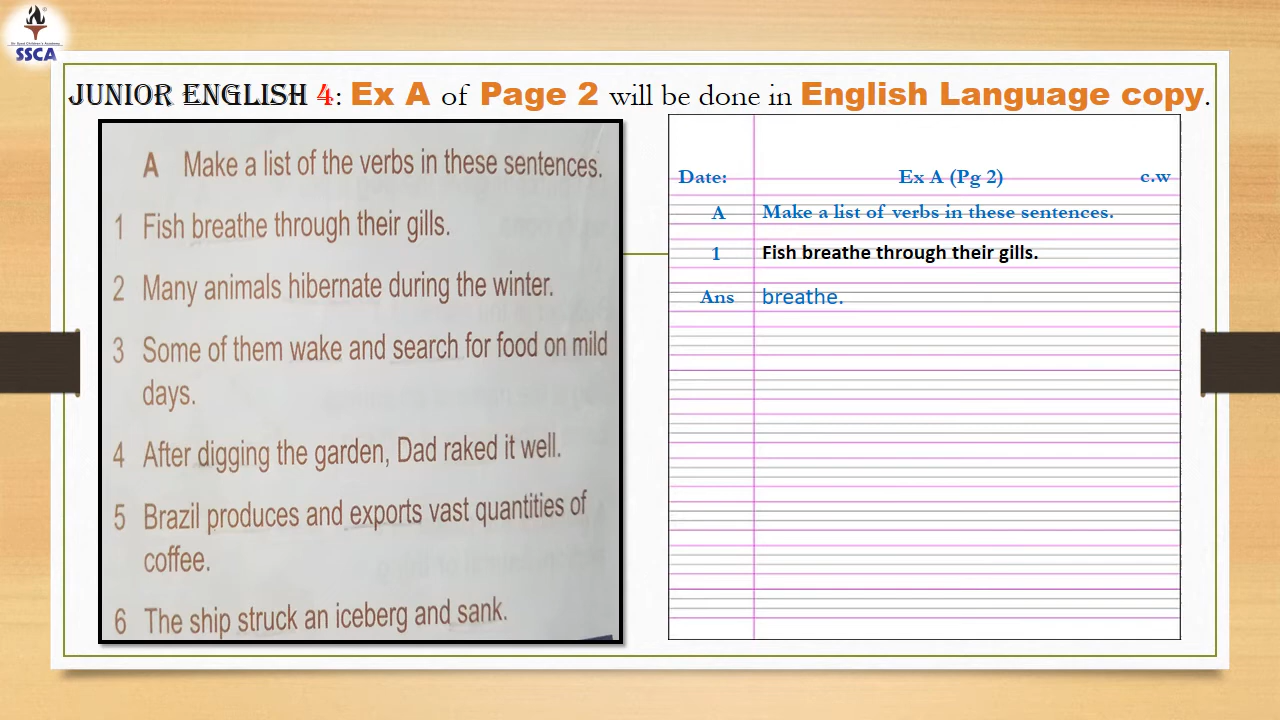 Sir Syed Children's Academy
SSCA
JUNIOR ENGLISH 4: Ex A of Page 2 will be done in English Language copy.
A Make a list of the verbs in these sentences.
1 Fish breathe through their gills.
2 Many animals hibernate during the winter.
3 Some of them wake and search for food on mild
days.
4 After digging the garden, Dad raked it well.
5 Brazil produces and exports vast quantities of
coffee.
6 The ship struck an iceberg and sank.
Date: Ex A (Pg 2) c.w
A Make a list of verbs in these sentences.
1 Fish breathe through their gills.
Ans breathe.